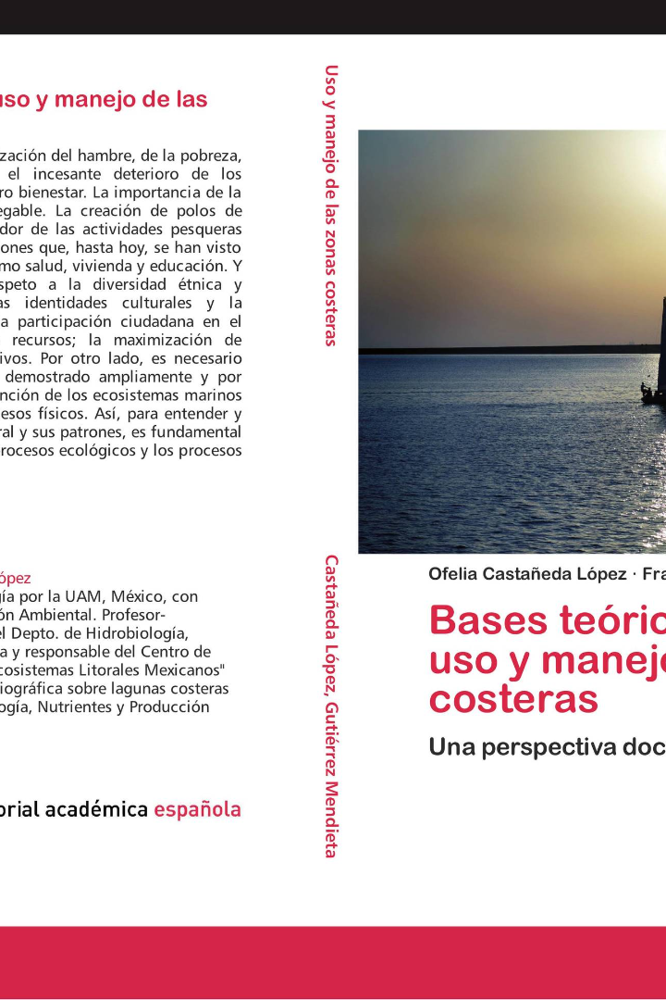 uso y manejo de las
zación del hambre, de la pobreza,
el incesante deterioro de los
ro bienestar. La importancia de la
egable. La creación de polos de
dor de las actividades pesqueras
ones que, hasta hoy, se han visto
mo salud, vivienda y educación. Y
speto a la diversidad étnica y
as identidades culturales y la
a participación ciudadana en el
recursos; la maximización de
ivos. Por otro lado, es necesario
demostrado ampliamente y por
nción de los ecosistemas marinos
esos físicos. Así, para entender y
ral y sus patrones, es fundamental
rocesos ecológicos y los procesos
ópez
gía por la UAM, México, con
ón Ambiental. Profesor-
el Depto. de Hidrobiología,
a y responsable del Centro de
cosistemas Litorales Mexicanos"
iográfica sobre lagunas costeras
ogía, Nutrientes y Producción
orial académica española
Uso y manejo de las zonas costeras
Castañeda López, Gutiérrez Mendieta
Ofelia Castañeda López · Fra
Bases teóric
uso y manejo
costeras
Una perspectiva doc